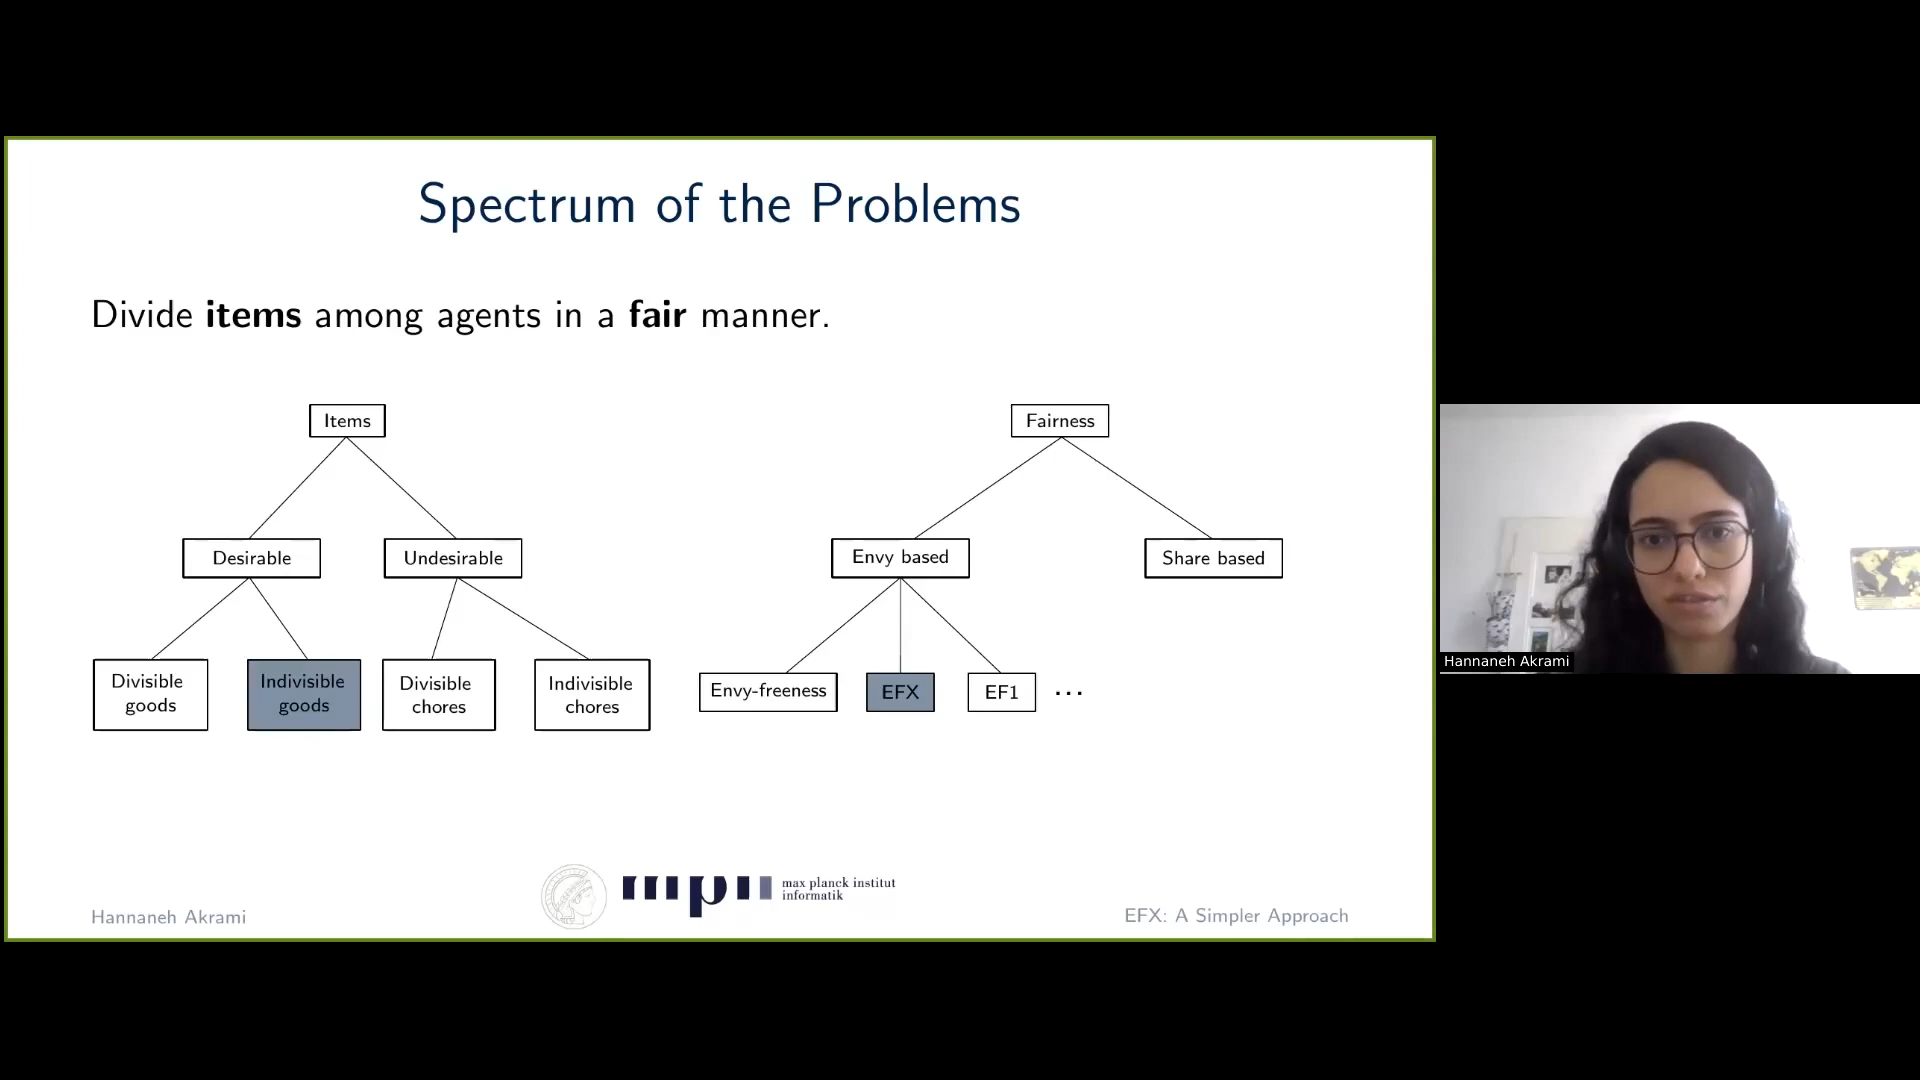 Spectrum of the Problems
Divide items among agents in a fair manner.
Items
Fairness
Desirable
Undesirable
Envy based
Share based
Divisible
goods
Indivisible
goods
Divisible
chores
Indivisible
chores
Envy-freeness
EFX
EF1
...
Hannaneh Akrami
mpii
max planck institut
informatik
EFX: A Simpler Approach
Hannaneh Akrami